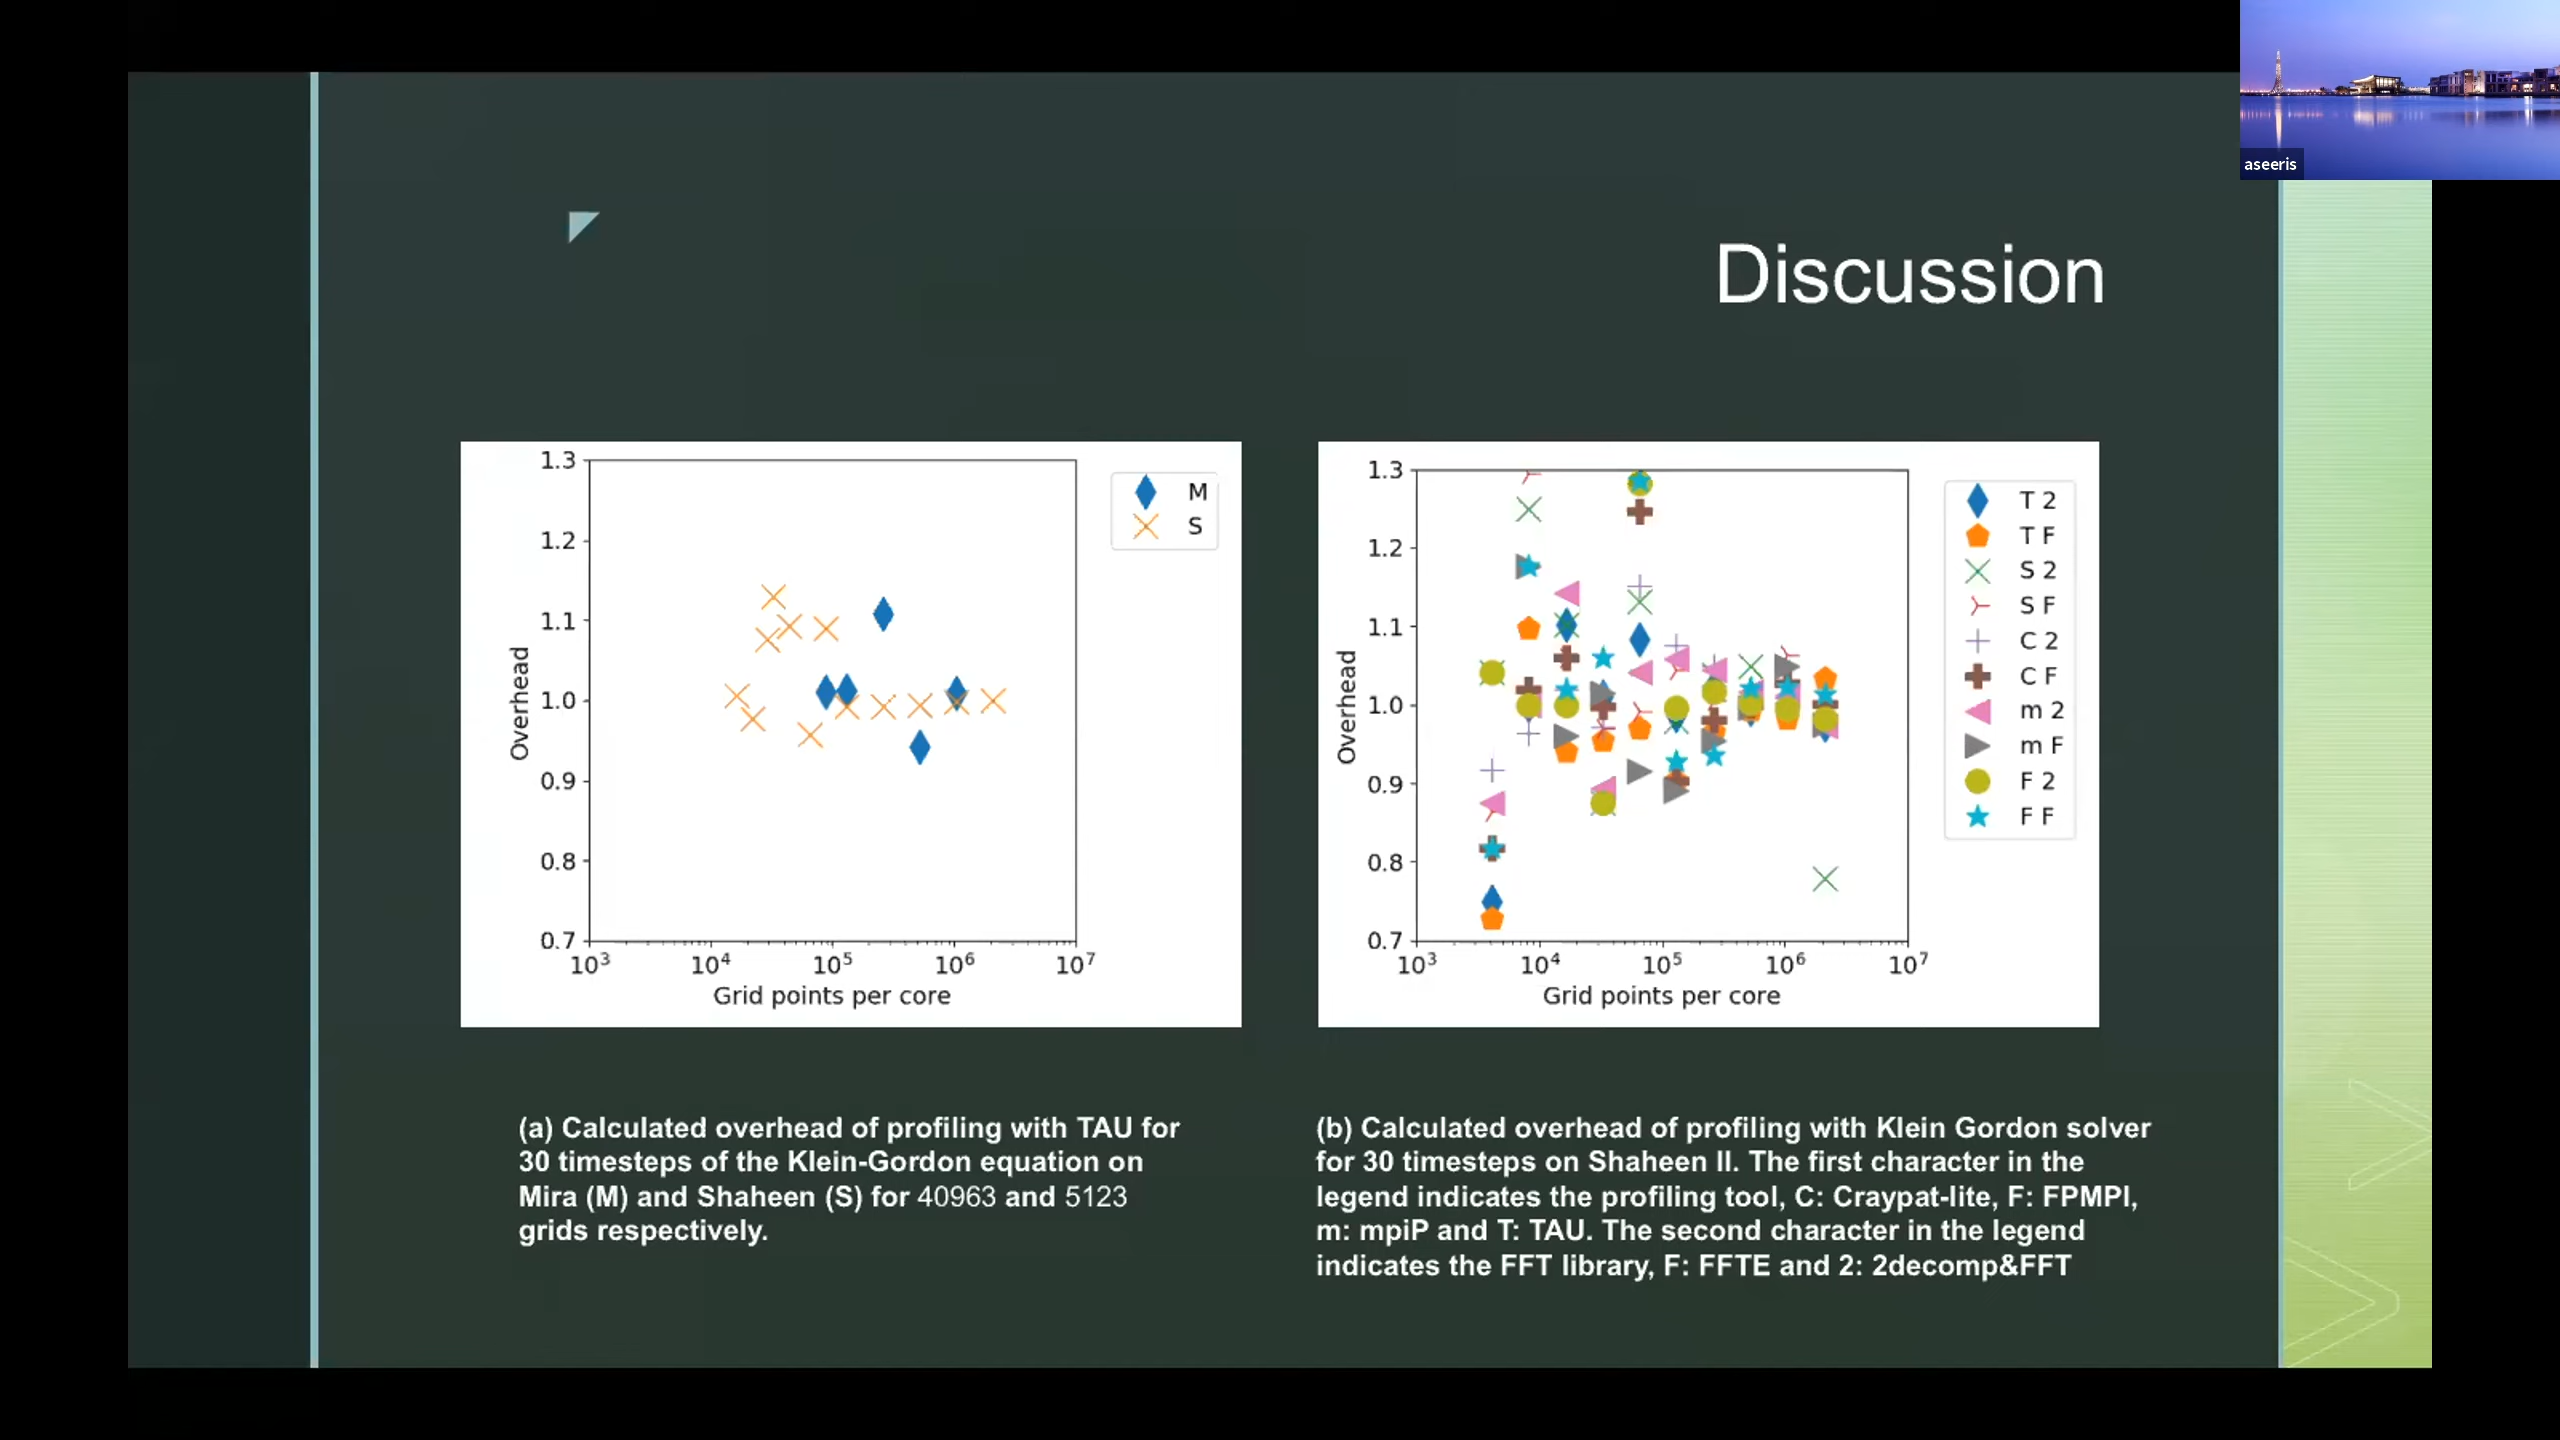 aseeris
Discussion
1.3
1.2
1.1
1.0
0.9
0.8
0.7
Overhead
10³ 10⁴ 10⁵ 10⁶ 10⁷
Grid points per core
M
S
1.3
1.2
1.1
1.0
0.9
0.8
0.7
Overhead
10³ 10⁴ 10⁵ 10⁶ 10⁷
Grid points per core
T 2
T F
S 2
S F
C 2
C F
m 2
m F
F 2
F F
(a) Calculated overhead of profiling with TAU for
30 timesteps of the Klein-Gordon equation on
Mira (M) and Shaheen (S) for 40963 and 5123
grids respectively.
(b) Calculated overhead of profiling with Klein Gordon solver
for 30 timesteps on Shaheen II. The first character in the
legend indicates the profiling tool, C: Craypat-lite, F: FPMPI,
m: mpiP and T: TAU. The second character in the legend
indicates the FFT library, F: FFTE and 2: 2decomp&FFT